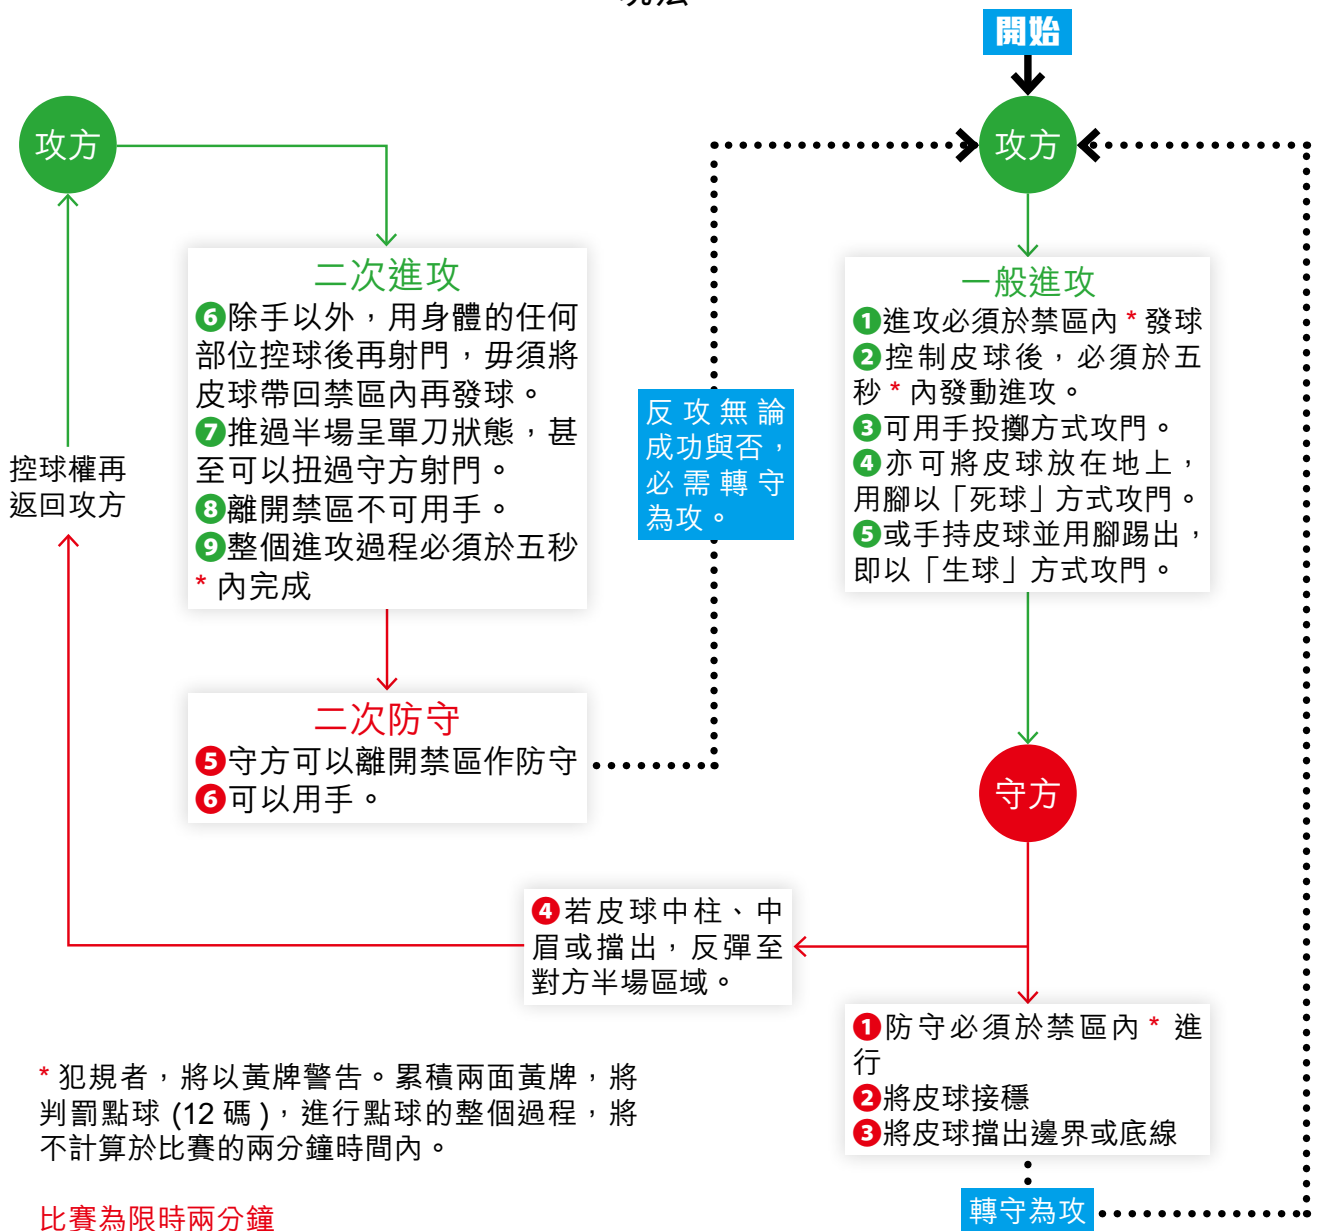 開始
攻方
攻方
二次進攻
❻除手以外，用身體的任何
部位控球後再射門，毋須將
皮球帶回禁區內再發球。
❼推過半場呈單刀狀態，甚
至可以扭過守方射門。
❽離開禁區不可用手。
❾整個進攻過程必須於五秒
* 內完成
一般進攻
❶進攻必須於禁區內 * 發球
❷控制皮球後，必須於五
秒 * 內發動進攻。
❸可用手投擲方式攻門。
❹亦可將皮球放在地上，
用腳以「死球」方式攻門。
❺或手持皮球並用腳踢出，
即以「生球」方式攻門。
反攻無論
成功與否，
必需轉守
為攻。
控球權再
返回攻方
二次防守
❺守方可以離開禁區作防守
❻可以用手。
守方
❹若皮球中柱、中
眉或擋出，反彈至
對方半場區域。
❶防守必須於禁區內 * 進
行
❷將皮球接穩
❸將皮球擋出邊界或底線
轉守為攻
* 犯規者，將以黃牌警告。累積兩面黃牌，將
判罰點球 (12 碼 )，進行點球的整個過程，將
不計算於比賽的兩分鐘時間內。
比賽為限時兩分鐘